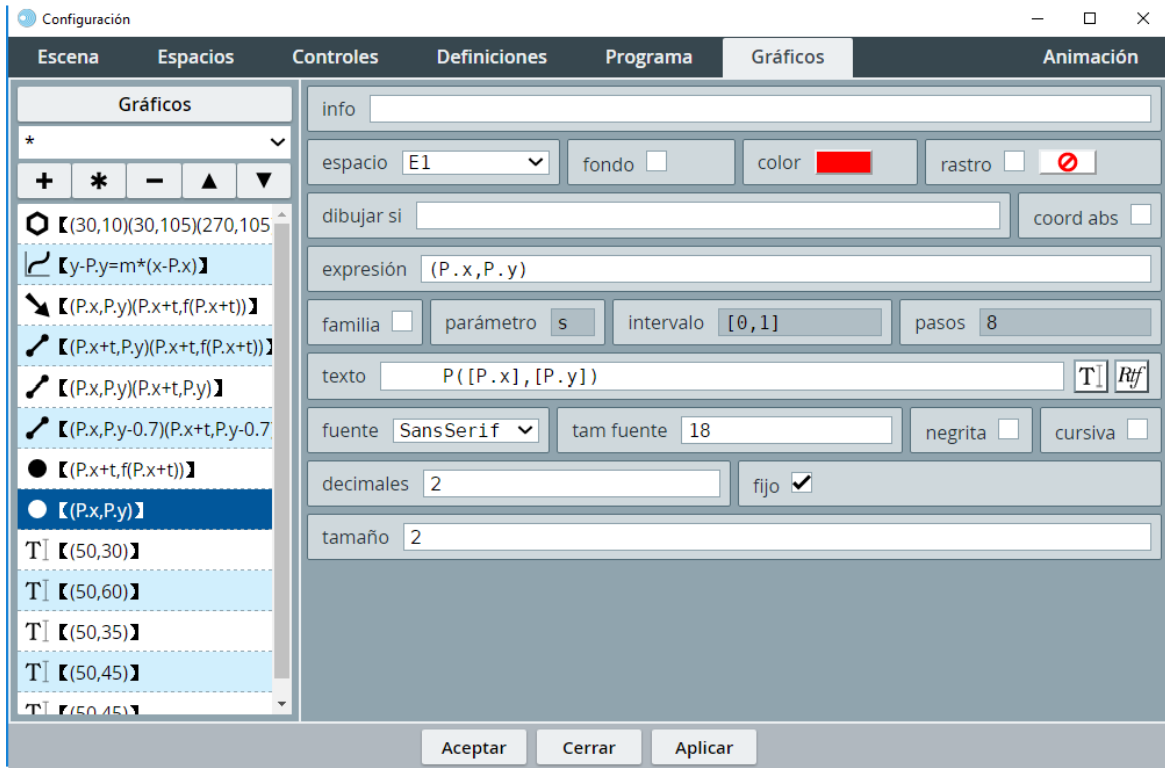 Configuración
Escena Espacios Controles Definiciones Programa Gráficos Animación
Gráficos
*
+ * − ▲ ▼
【(30,10)(30,105)(270,105
【y-P.y=m*(x-P.x)】
【(P.x,P.y)(P.x+t,f(P.x+t))】
【(P.x+t,P.y)(P.x+t,f(P.x+t))】
【(P.x,P.y)(P.x+t,P.y)】
【(P.x,P.y-0.7)(P.x+t,P.y-0.7
【(P.x+t,f(P.x+t))】
【(P.x,P.y)】
T【(50,30)】
T【(50,60)】
T【(50,35)】
T【(50,45)】
T【(50,45)】
info
espacio E1 fondo color rastro
dibujar si coord abs
expresión (P.x,P.y)
familia parámetro s intervalo [0,1] pasos 8
texto P([P.x],[P.y]) T Rtf
fuente SansSerif tam fuente 18 negrita cursiva
decimales 2 fijo
tamaño 2
Aceptar Cerrar Aplicar